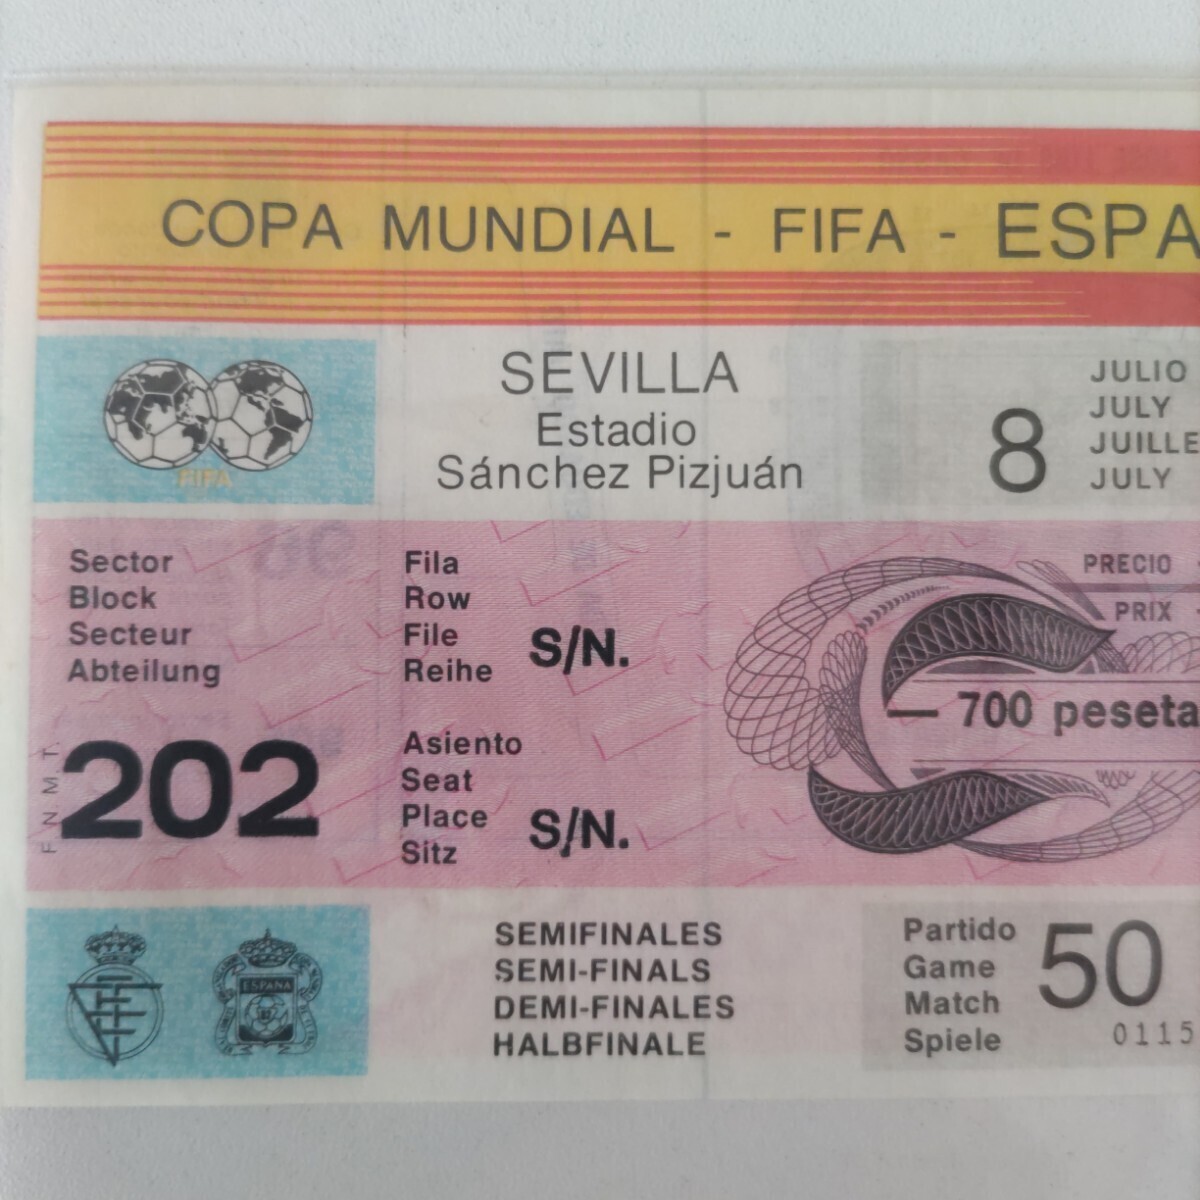 COPA MUNDIAL - FIFA - ESPA
FIFA
SEVILLA
Estadio
Sánchez Pizjuán
8
JULIO
JULY
JUILLE
JULY
Sector
Block
Secteur
Abteilung
202
F. N. M. T.
Fila
Row
File
Reihe
S/N.
Asiento
Seat
Place
Sitz
S/N.
PRECIO
PRIX
— 700 peseta
ESPAÑA
SEMIFINALES
SEMI-FINALS
DEMI-FINALES
HALBFINALE
Partido
Game
Match
Spiele
50
0115